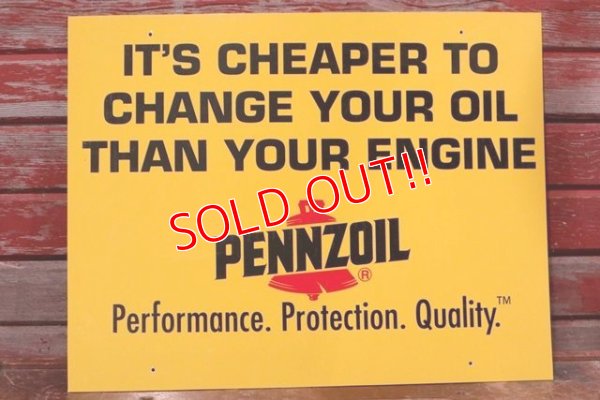 IT'S CHEAPER TO
CHANGE YOUR OIL
THAN YOUR ENGINE
SOLD OUT!!
PENNZOIL®
Performance. Protection. Quality.™